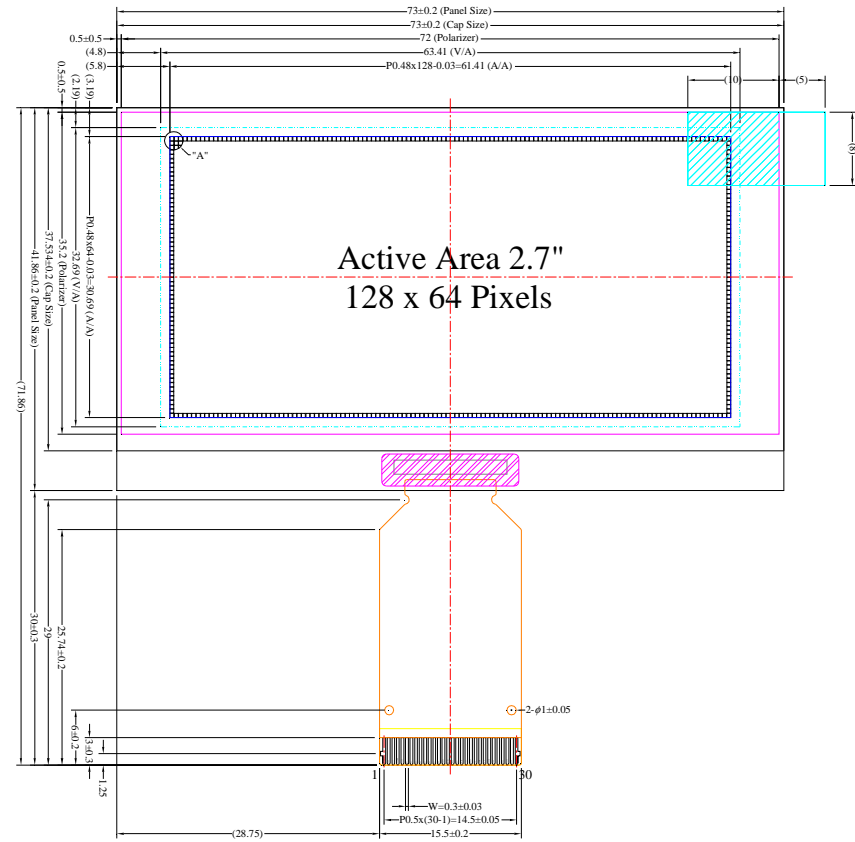 73±0.2 (Panel Size)
73±0.2 (Cap Size)
0.5±0.5
72 (Polarizer)
(4.8)
63.41 (V/A)
(5.8)
P0.48x128-0.03=61.41 (A/A)
0.5±0.5
(2.19)
(3.19)
(10)
(5)
(8)
"A"
Active Area 2.7"
128 x 64 Pixels
P0.48x64-0.03=30.69 (A/A)
32.69 (V/A)
35.2 (Polarizer)
37.534±0.2 (Cap Size)
41.86±0.2 (Panel Size)
(71.86)
30±0.3
29
25.74±0.2
6±0.2
3±0.3
1.25
2-ϕ1±0.05
1
30
W=0.3±0.03
P0.5x(30-1)=14.5±0.05
(28.75)
15.5±0.2